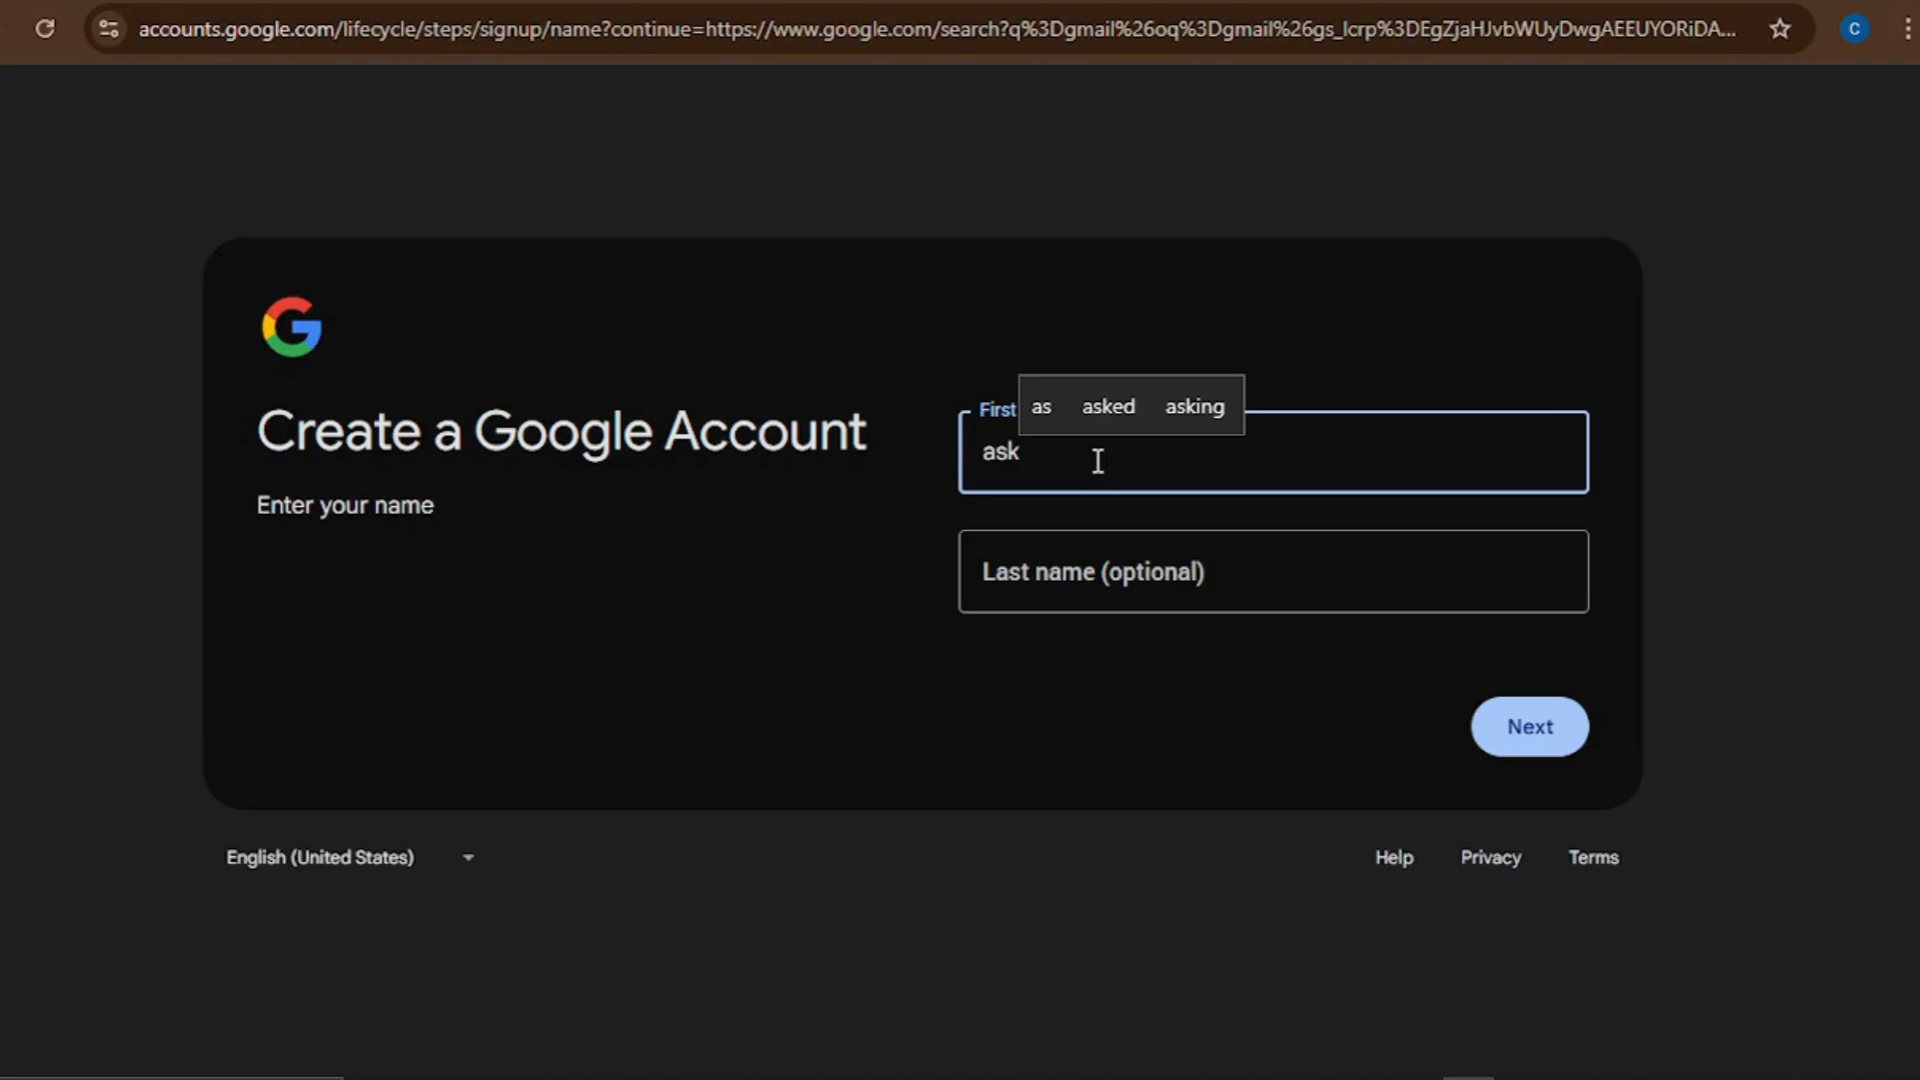 accounts.google.com/lifecycle/steps/signup/name?continue=https://www.google.com/search?q%3Dgmail%26oq%3Dgmail%26gs_lcrp%3DEgZjaHJvbWUyDwgAEEUYORiDA...
C
Create a Google Account
Enter your name
First
as asked asking
ask
Last name (optional)
Next
English (United States)
Help Privacy Terms